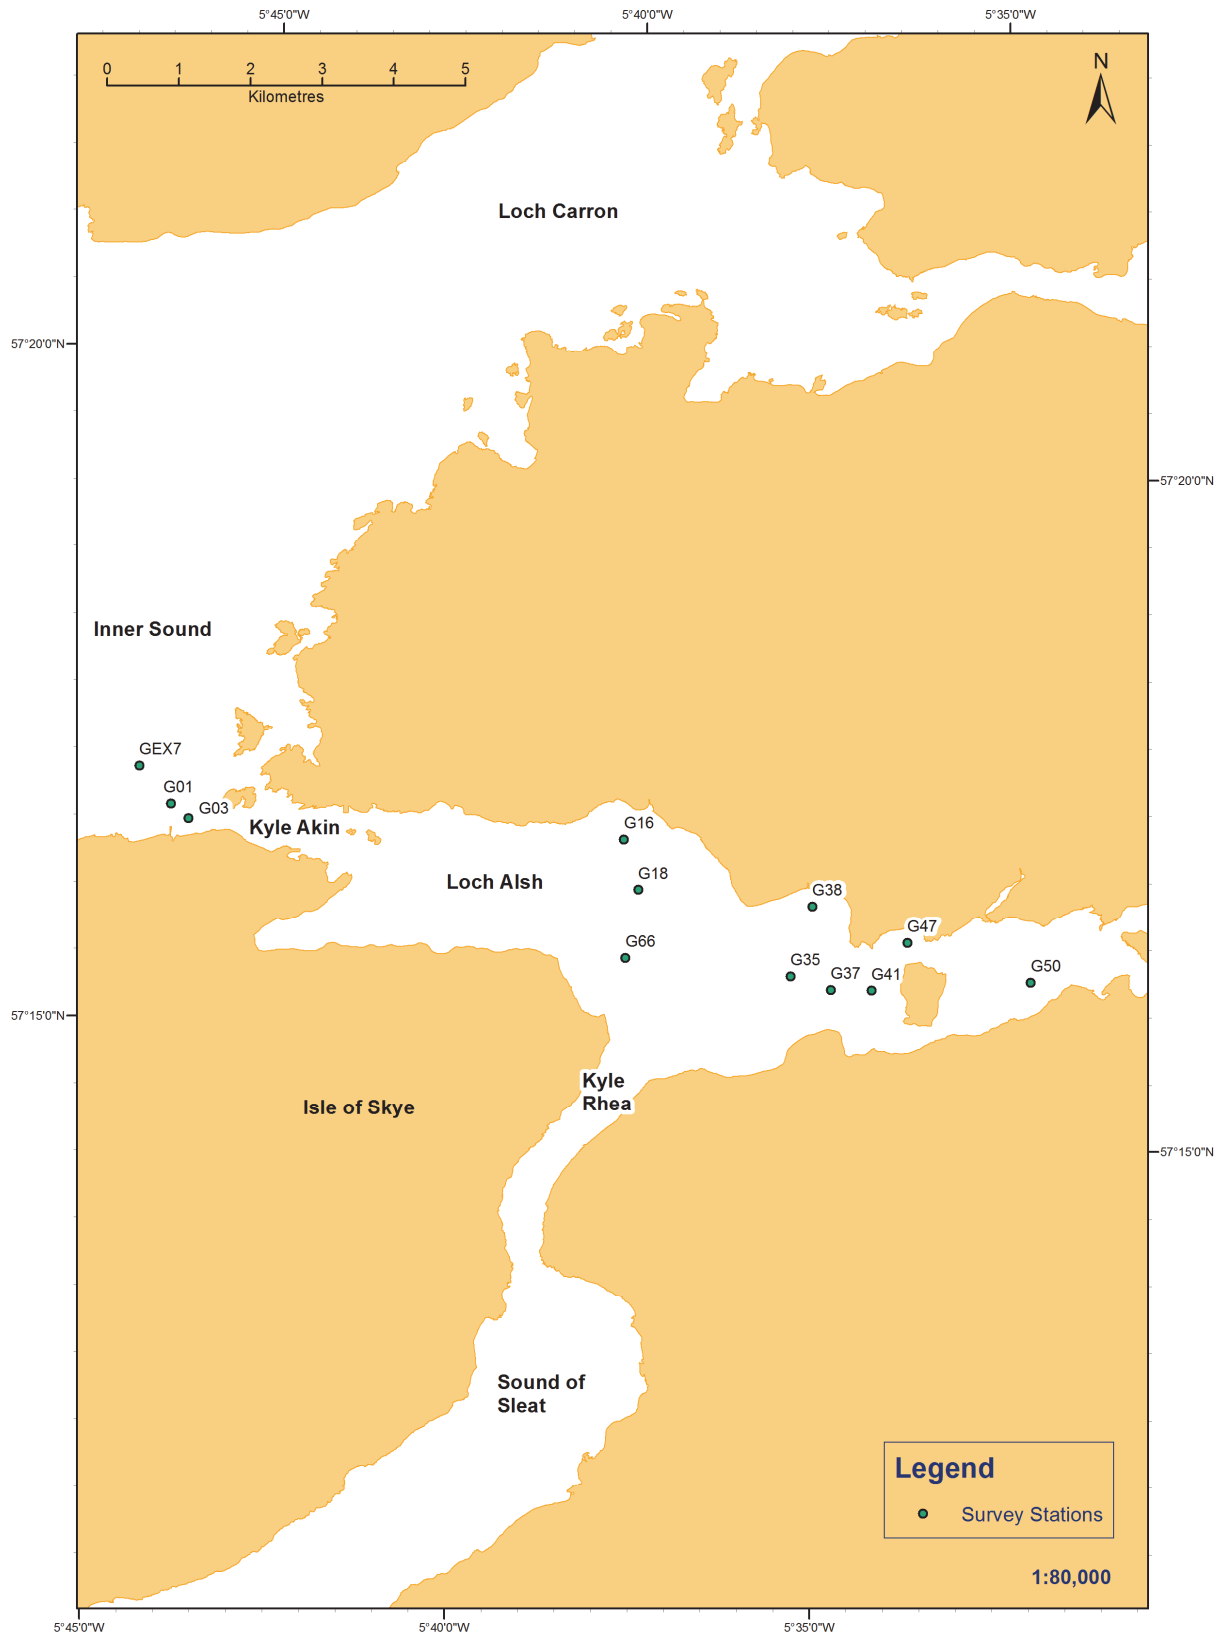 5°45'0"W 5°40'0"W 5°35'0"W
0 1 2 3 4 5
Kilometres
N
Loch Carron
57°20'0"N
57°20'0"N
Inner Sound
GEX7
G01
G03
Kyle Akin
G16
Loch Alsh
G18
G38
G47
G66
G35
G37
G41
G50
57°15'0"N
Kyle
Rhea
Isle of Skye
57°15'0"N
Sound of
Sleat
Legend
Survey Stations
1:80,000
5°45'0"W 5°40'0"W 5°35'0"W